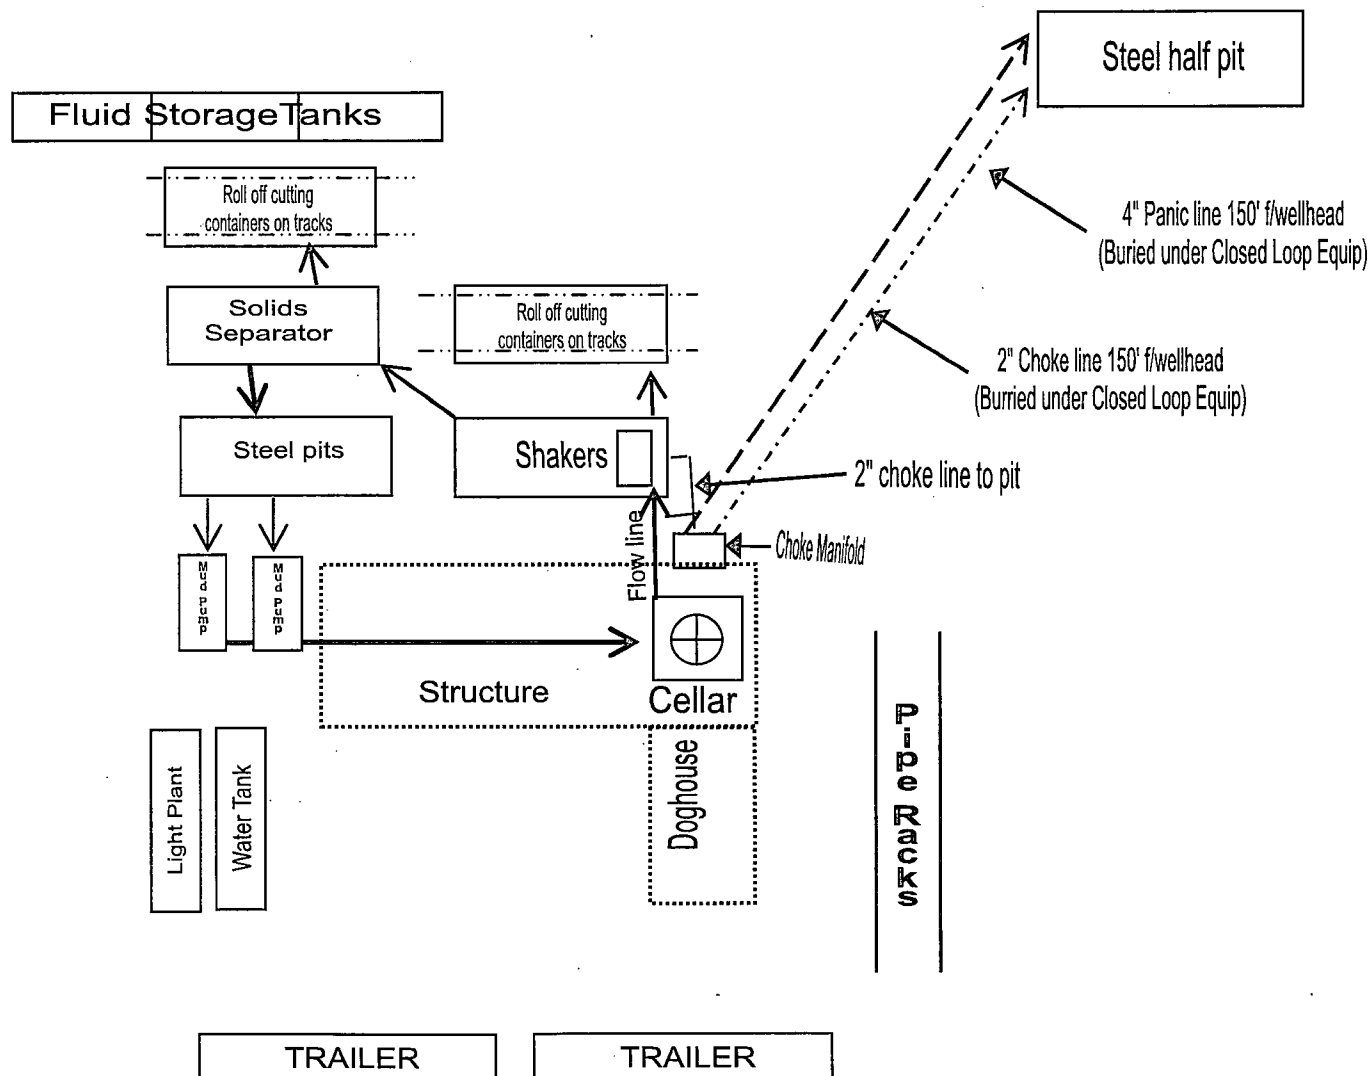 Steel half pit
Fluid StorageTanks
Roll off cutting
containers on tracks
4" Panic line 150' f/wellhead
(Buried under Closed Loop Equip)
Solids
Separator
Roll off cutting
containers on tracks
2" Choke line 150' f/wellhead
(Burried under Closed Loop Equip)
Steel pits
Shakers
2" choke line to pit
Flow line
Choke Manifold
Mud Pump
Mud Pump
Structure
Cellar
Pipe Racks
Light Plant
Water Tank
Doghouse
TRAILER
TRAILER